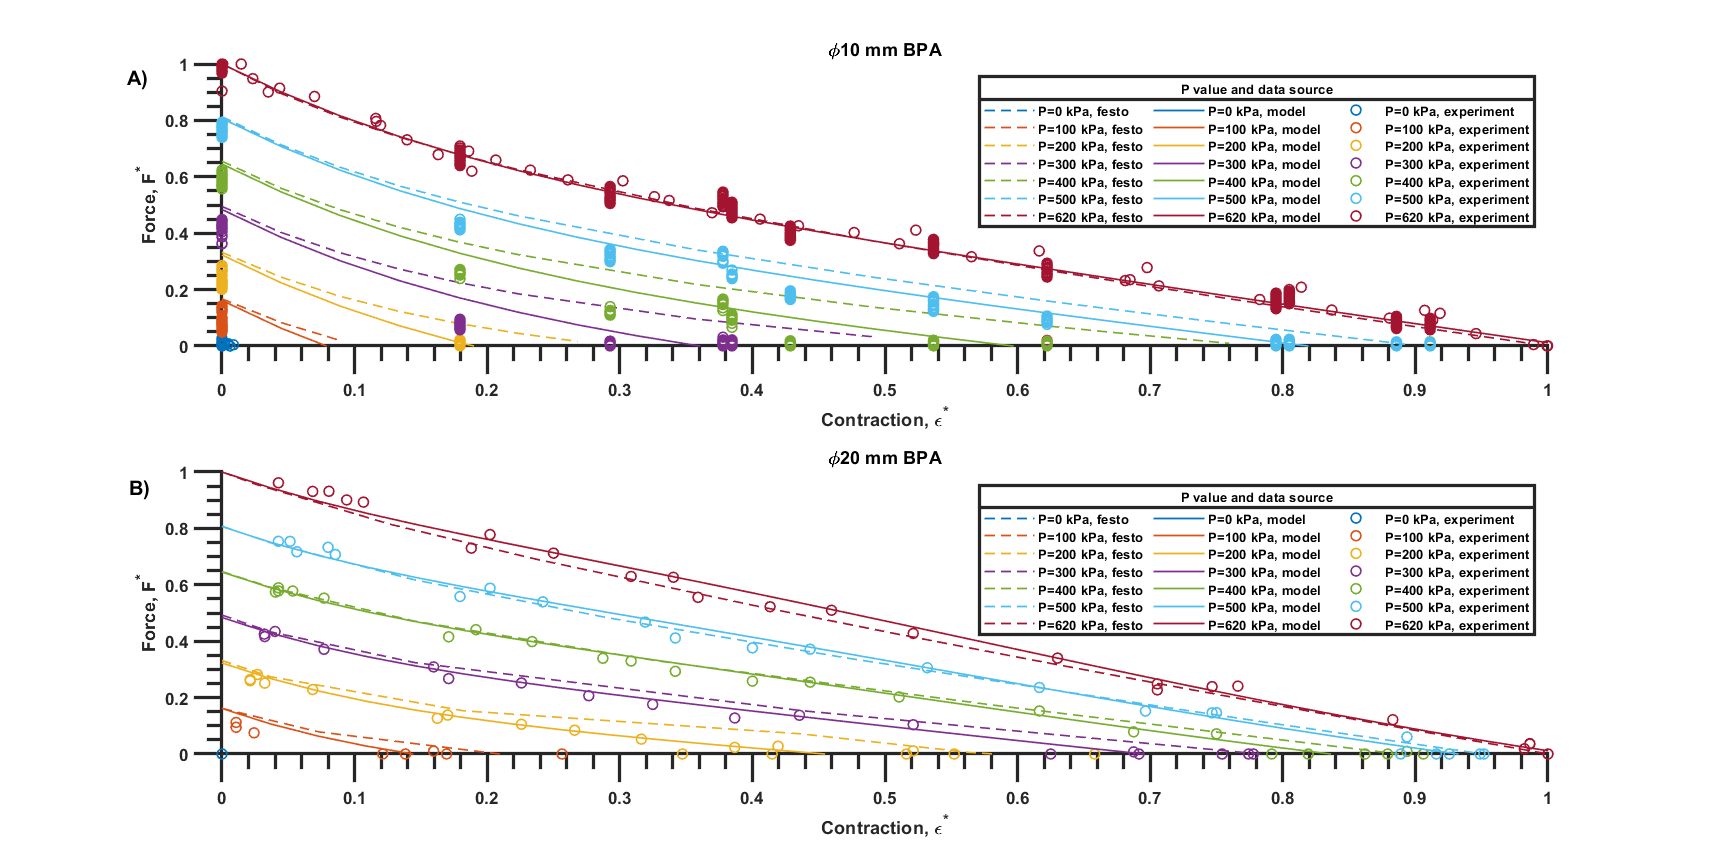 ϕ10 mm BPA
A)
Force, F*
1
0.8
0.6
0.4
0.2
0
0 0.1 0.2 0.3 0.4 0.5 0.6 0.7 0.8 0.9 1
Contraction, ϵ*
P value and data source
P=0 kPa, festo P=0 kPa, model P=0 kPa, experiment
P=100 kPa, festo P=100 kPa, model P=100 kPa, experiment
P=200 kPa, festo P=200 kPa, model P=200 kPa, experiment
P=300 kPa, festo P=300 kPa, model P=300 kPa, experiment
P=400 kPa, festo P=400 kPa, model P=400 kPa, experiment
P=500 kPa, festo P=500 kPa, model P=500 kPa, experiment
P=620 kPa, festo P=620 kPa, model P=620 kPa, experiment
ϕ20 mm BPA
B)
Force, F*
1
0.8
0.6
0.4
0.2
0
0 0.1 0.2 0.3 0.4 0.5 0.6 0.7 0.8 0.9 1
Contraction, ϵ*
P value and data source
P=0 kPa, festo P=0 kPa, model P=0 kPa, experiment
P=100 kPa, festo P=100 kPa, model P=100 kPa, experiment
P=200 kPa, festo P=200 kPa, model P=200 kPa, experiment
P=300 kPa, festo P=300 kPa, model P=300 kPa, experiment
P=400 kPa, festo P=400 kPa, model P=400 kPa, experiment
P=500 kPa, festo P=500 kPa, model P=500 kPa, experiment
P=620 kPa, festo P=620 kPa, model P=620 kPa, experiment